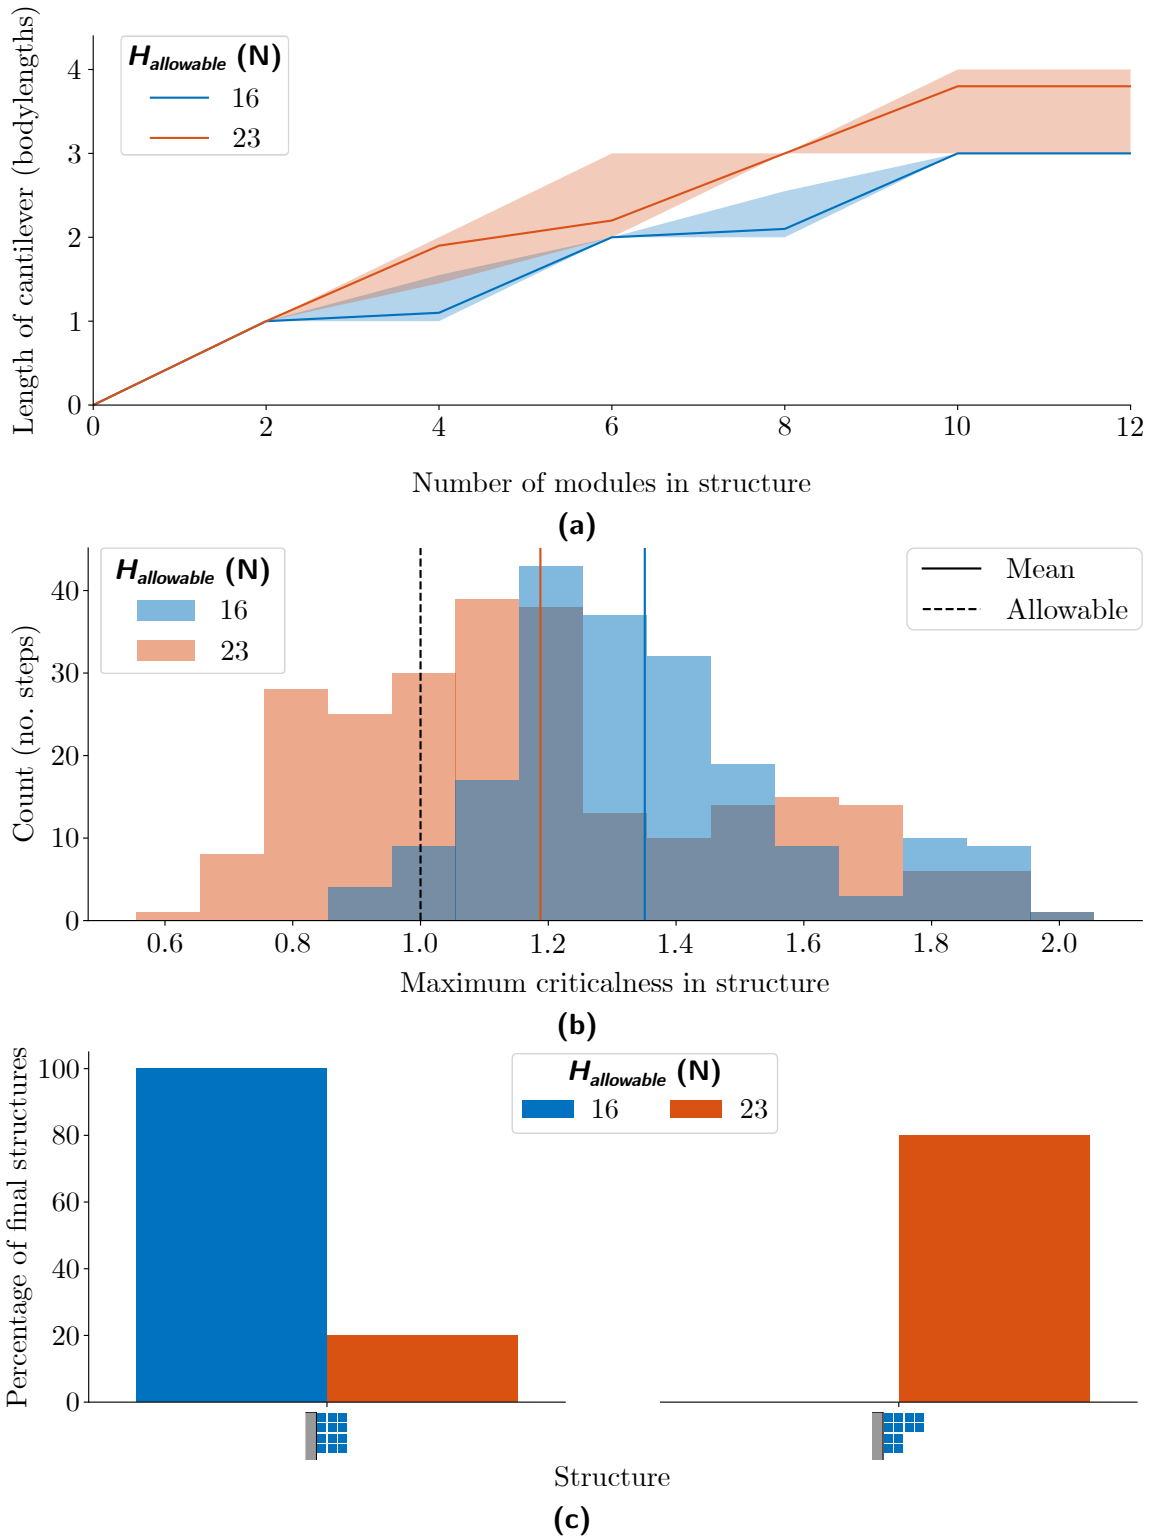 Length of cantilever (bodylengths)
4
3
2
1
0
H_allowable (N)
16
23
0 2 4 6 8 10 12
Number of modules in structure
(a)
Count (no. steps)
40
30
20
10
0
H_allowable (N)
16
23
Mean
Allowable
0.6 0.8 1.0 1.2 1.4 1.6 1.8 2.0
Maximum criticalness in structure
(b)
Percentage of final structures
100
80
60
40
20
0
H_allowable (N)
16 23
Structure
(c)